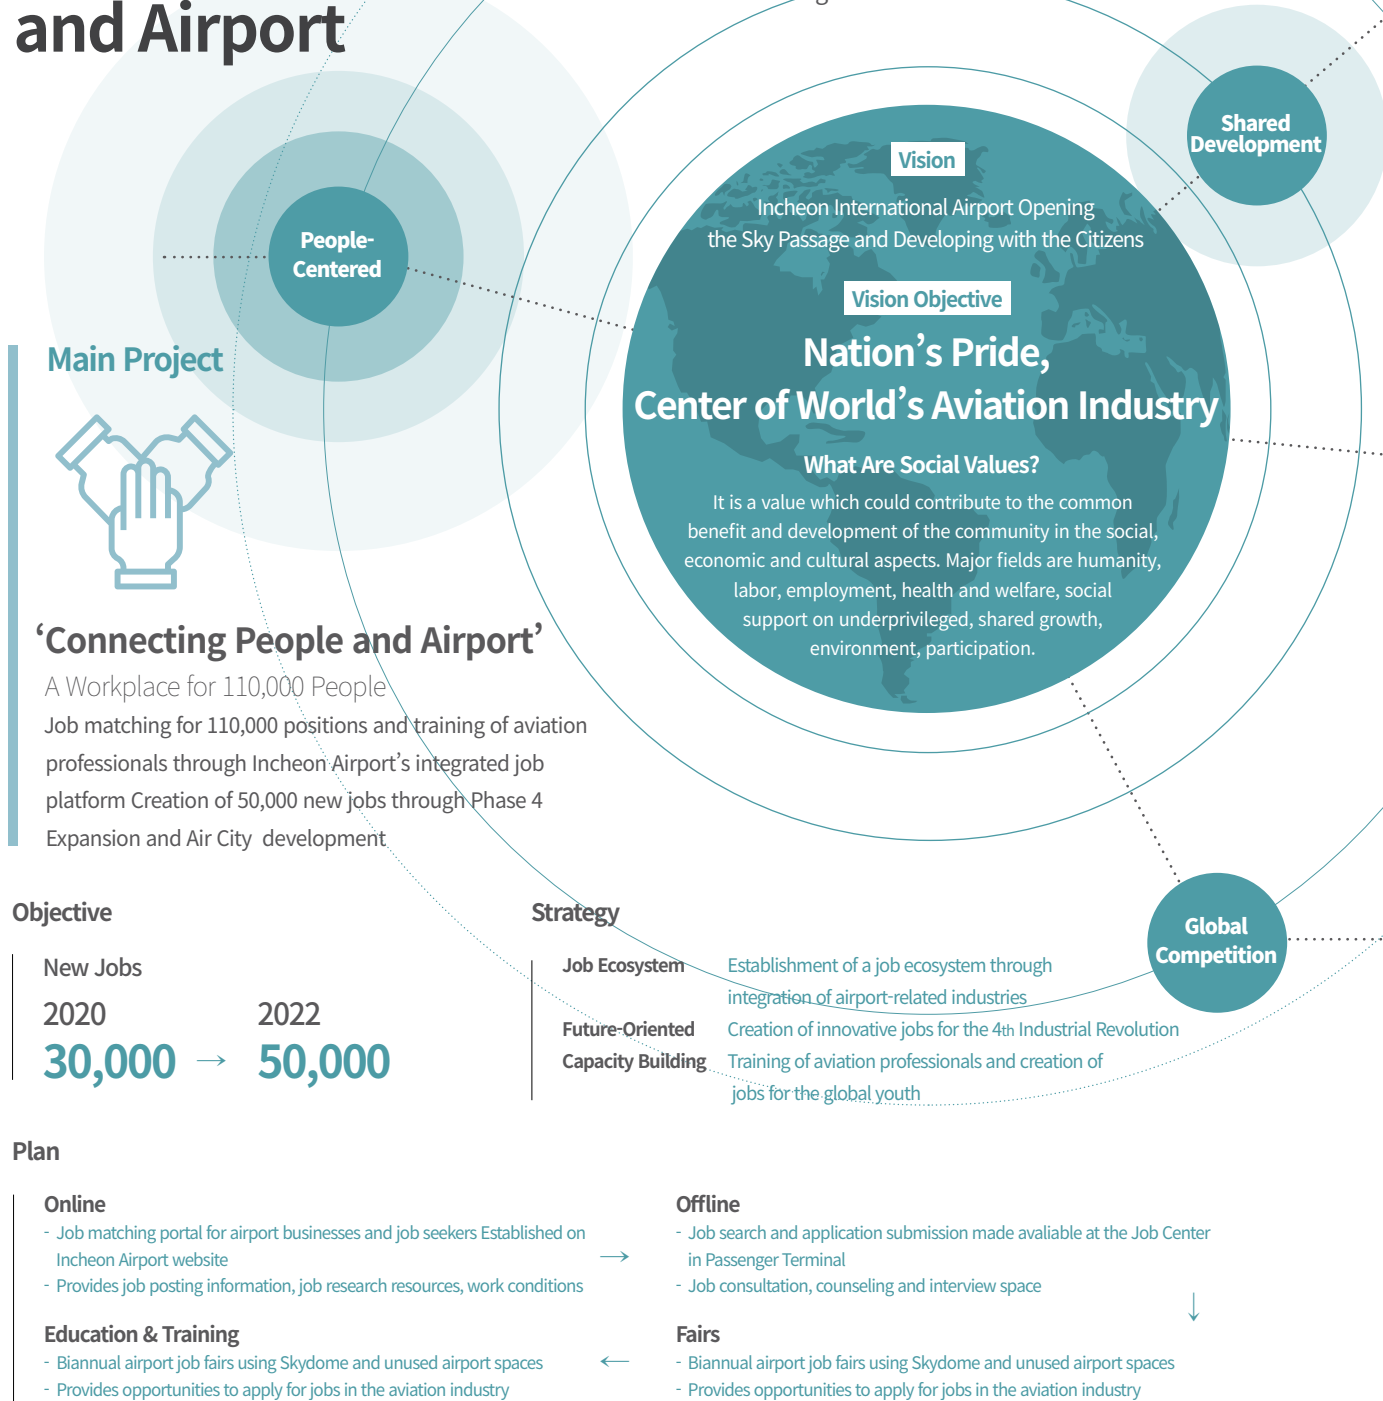 and Airport
Shared
Development
People-
Centered
Vision
Incheon International Airport Opening
the Sky Passage and Developing with the Citizens
Vision Objective
Nation’s Pride,
Center of World’s Aviation Industry
What Are Social Values?
It is a value which could contribute to the common
benefit and development of the community in the social,
economic and cultural aspects. Major fields are humanity,
labor, employment, health and welfare, social
support on underprivileged, shared growth,
environment, participation.
Main Project
‘Connecting People and Airport’
A Workplace for 110,000 People
Job matching for 110,000 positions and training of aviation
professionals through Incheon Airport’s integrated job
platform Creation of 50,000 new jobs through Phase 4
Expansion and Air City development
Global
Competition
Objective
New Jobs
2020 2022
30,000 → 50,000
Strategy
Job Ecosystem Establishment of a job ecosystem through
integration of airport-related industries
Future-Oriented Creation of innovative jobs for the 4th Industrial Revolution
Capacity Building Training of aviation professionals and creation of
jobs for the global youth
Plan
Online
- Job matching portal for airport businesses and job seekers Established on
Incheon Airport website
- Provides job posting information, job research resources, work conditions
→
Offline
- Job search and application submission made avaliable at the Job Center
in Passenger Terminal
- Job consultation, counseling and interview space
↓
Education & Training
- Biannual airport job fairs using Skydome and unused airport spaces
- Provides opportunities to apply for jobs in the aviation industry
←
Fairs
- Biannual airport job fairs using Skydome and unused airport spaces
- Provides opportunities to apply for jobs in the aviation industry